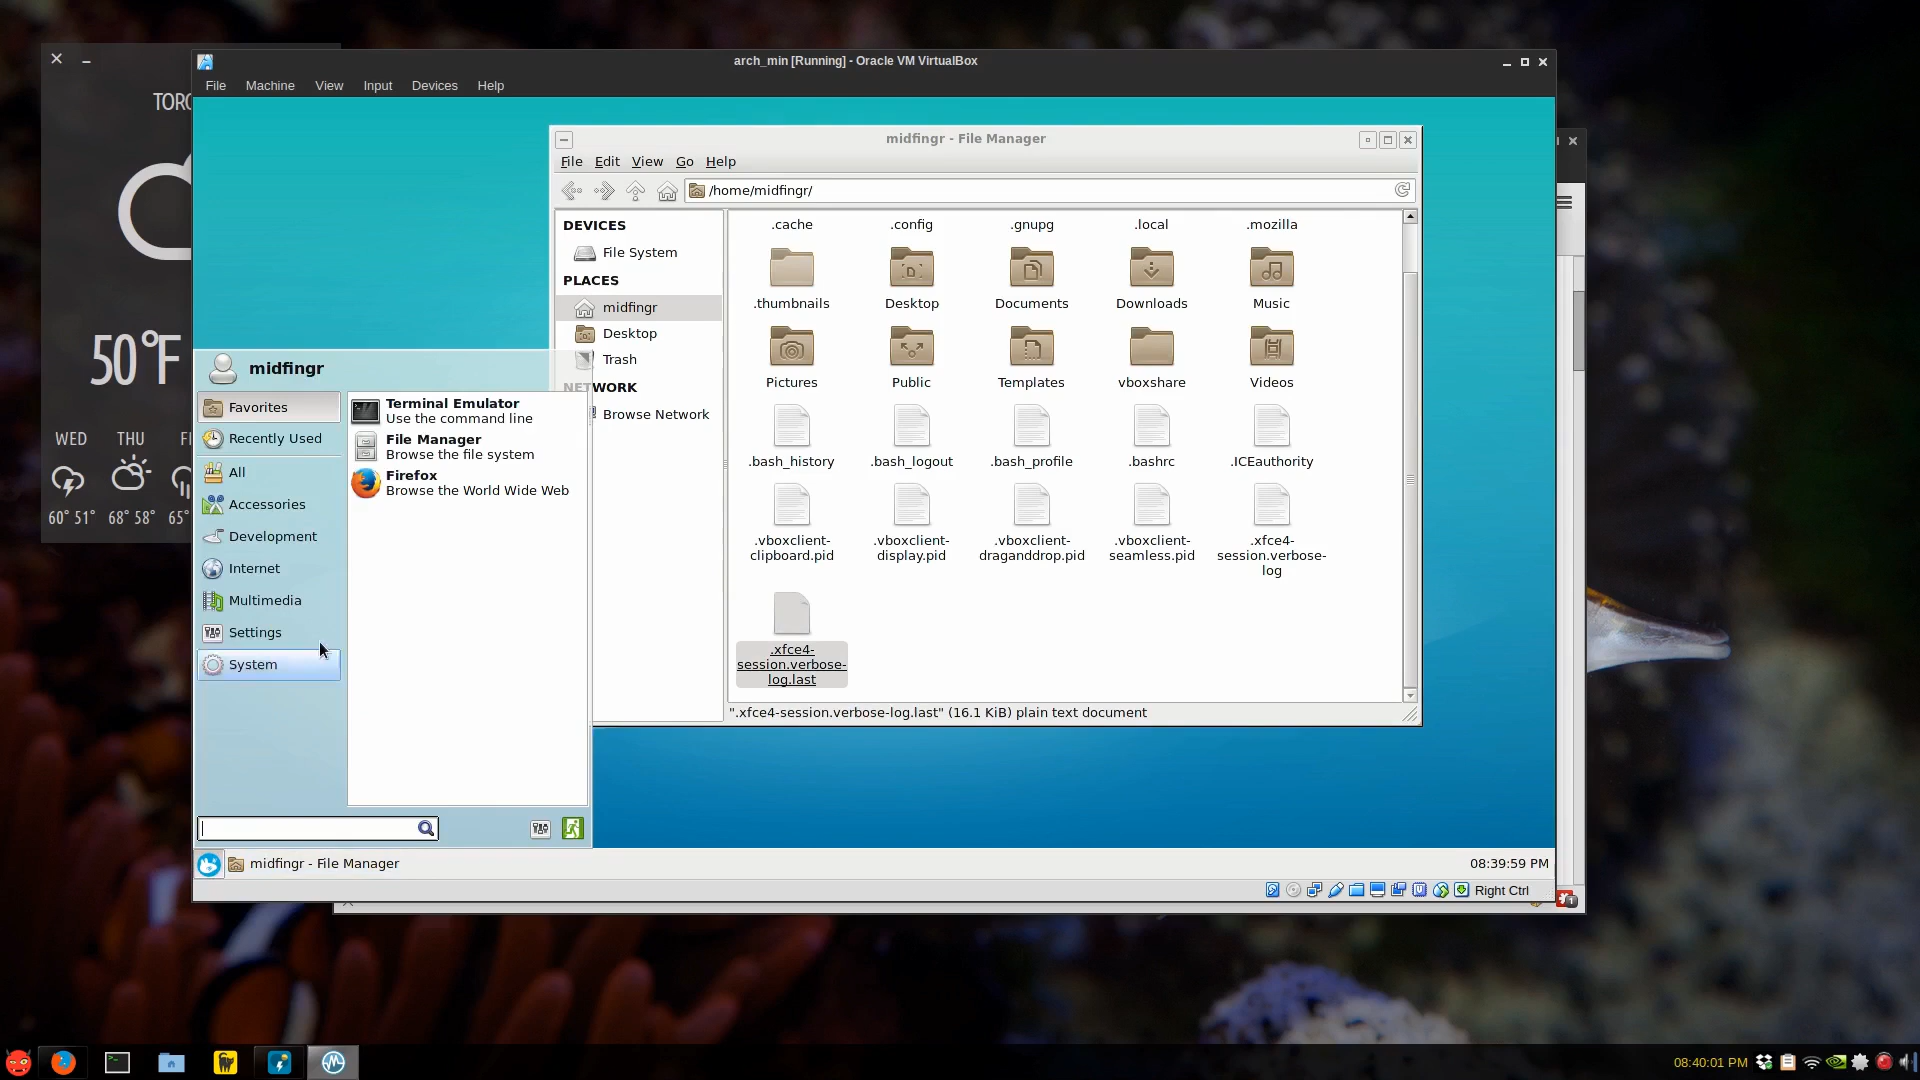 arch_min [Running] - Oracle VM VirtualBox
File Machine View Input Devices Help
50°F
WED THU
60° 51° 68° 58° 65°
midfingr - File Manager
File Edit View Go Help
/home/midfingr/
DEVICES
File System
PLACES
midfingr
Desktop
Trash
NETWORK
Browse Network
.cache .config .gnupg .local .mozilla
.thumbnails Desktop Documents Downloads Music
Pictures Public Templates vboxshare Videos
.bash_history .bash_logout .bash_profile .bashrc .ICEauthority
.vboxclient-clipboard.pid .vboxclient-display.pid .vboxclient-draganddrop.pid .vboxclient-seamless.pid .xfce4-session.verbose-log
.xfce4-
session.verbose-
log.last
".xfce4-session.verbose-log.last" (16.1 KiB) plain text document
midfingr
Favorites
Recently Used
All
Accessories
Development
Internet
Multimedia
Settings
System
Terminal Emulator
Use the command line
File Manager
Browse the file system
Firefox
Browse the World Wide Web
midfingr - File Manager
08:39:59 PM
Right Ctrl
08:40:01 PM